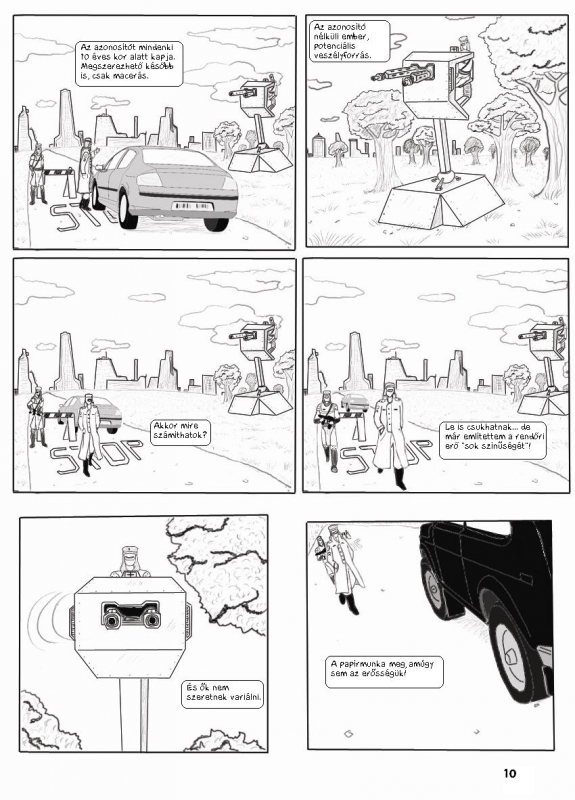 Az azonosítót mindenki
10 éves kor alatt kapja.
Megszerezhető később
is, csak macerás.
Az azonosító
nélküli ember,
potenciális
veszélyforrás.
STOP
Akkor mire
számíthatok?
STOP
Le is csukhatnak... de
már említettem a rendőri
erő "sok színűségét"!
STOP
És ők nem
szeretnek variálni.
A papírmunka meg, amúgy
sem az erősségük!
10